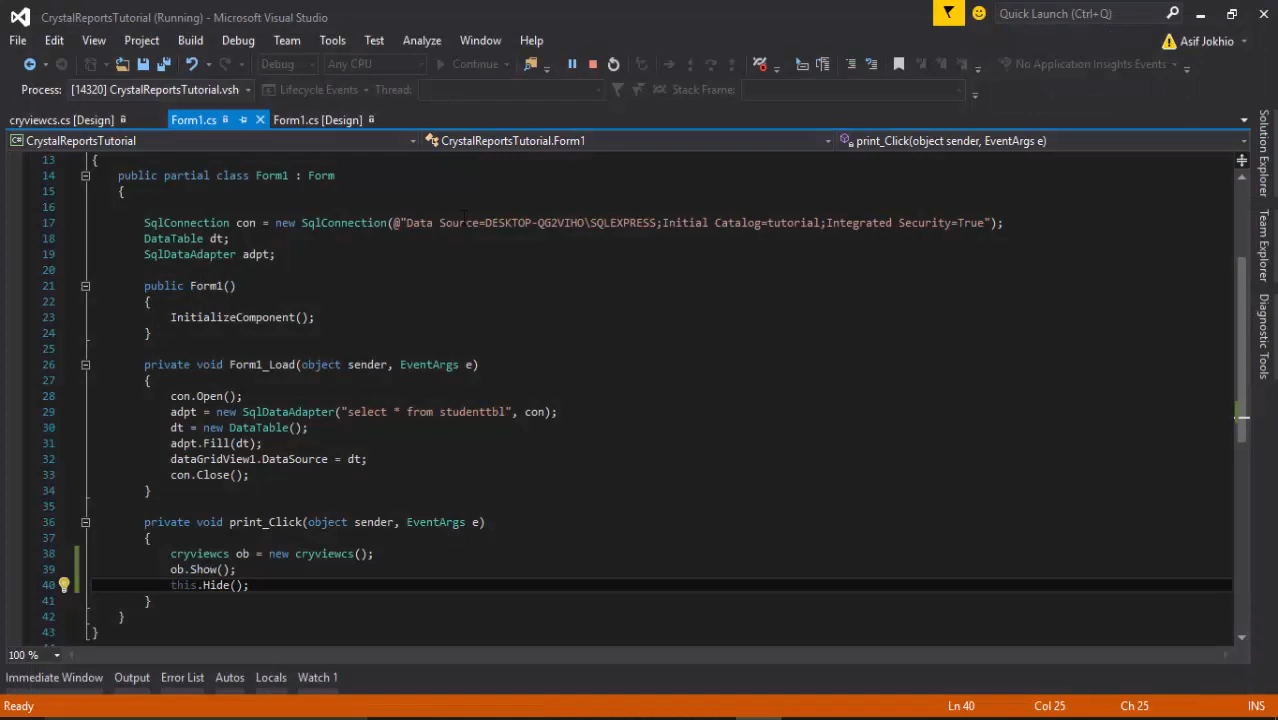 CrystalReportsTutorial (Running) - Microsoft Visual Studio
Quick Launch (Ctrl+Q)
File Edit View Project Build Debug Team Tools Test Analyze Window Help
Asif Jokhio
Debug Any CPU Continue No Application Insights Events
Process: [14320] CrystalReportsTutorial.vsh Lifecycle Events Thread: Stack Frame:
cryviewcs.cs [Design] Form1.cs Form1.cs [Design]
C# CrystalReportsTutorial CrystalReportsTutorial.Form1 print_Click(object sender, EventArgs e)
13 {
14 public partial class Form1 : Form
15 {
16
17 SqlConnection con = new SqlConnection(@"Data Source=DESKTOP-QG2VIHO\SQLEXPRESS;Initial Catalog=tutorial;Integrated Security=True");
18 DataTable dt;
19 SqlDataAdapter adpt;
20
21 public Form1()
22 {
23 InitializeComponent();
24 }
25
26 private void Form1_Load(object sender, EventArgs e)
27 {
28 con.Open();
29 adpt = new SqlDataAdapter("select * from studenttbl", con);
30 dt = new DataTable();
31 adpt.Fill(dt);
32 dataGridView1.DataSource = dt;
33 con.Close();
34 }
35
36 private void print_Click(object sender, EventArgs e)
37 {
38 cryviewcs ob = new cryviewcs();
39 ob.Show();
40 this.Hide();
41 }
42 }
43 }
100 %
Solution Explorer
Team Explorer
Diagnostic Tools
Immediate Window Output Error List Autos Locals Watch 1
Ready Ln 40 Col 25 Ch 25 INS